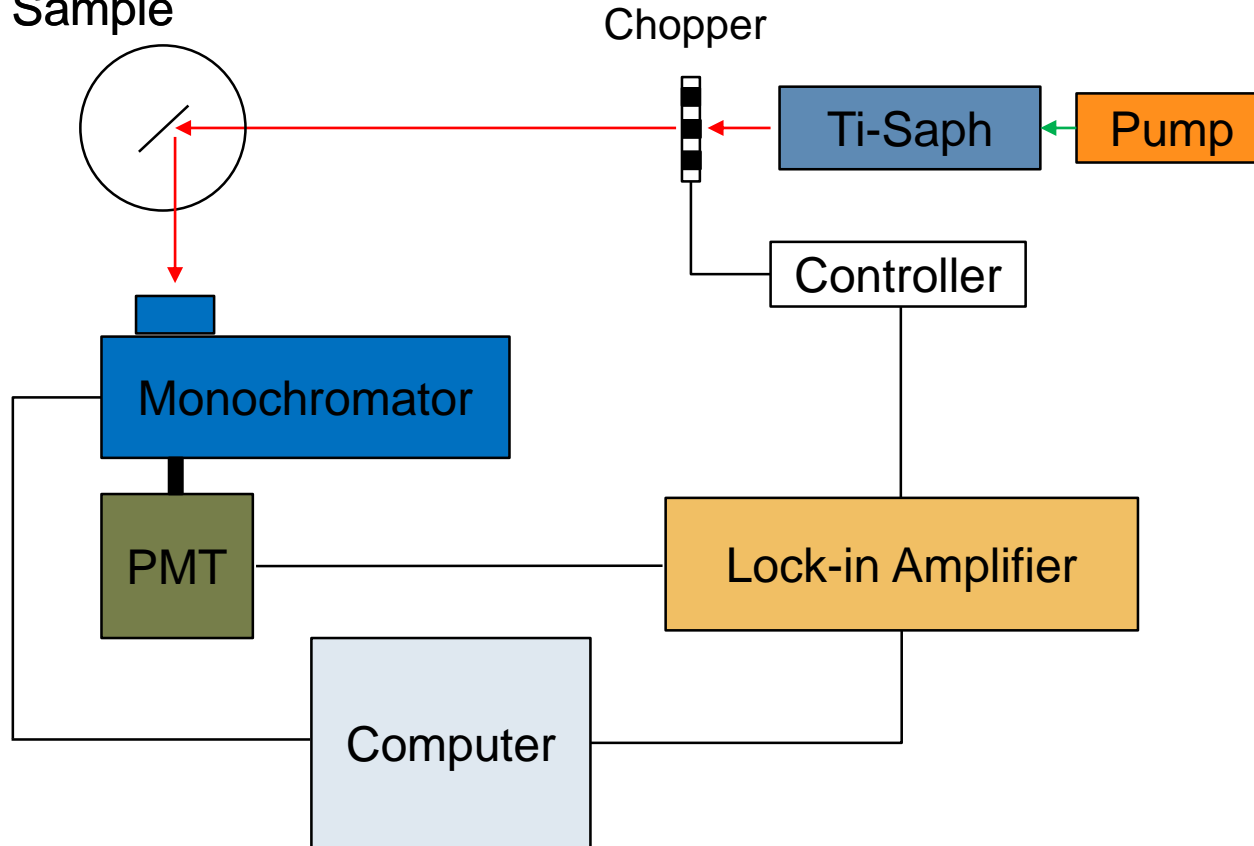 Sample
Chopper
Ti-Saph
Pump
Controller
Monochromator
PMT
Lock-in Amplifier
Computer